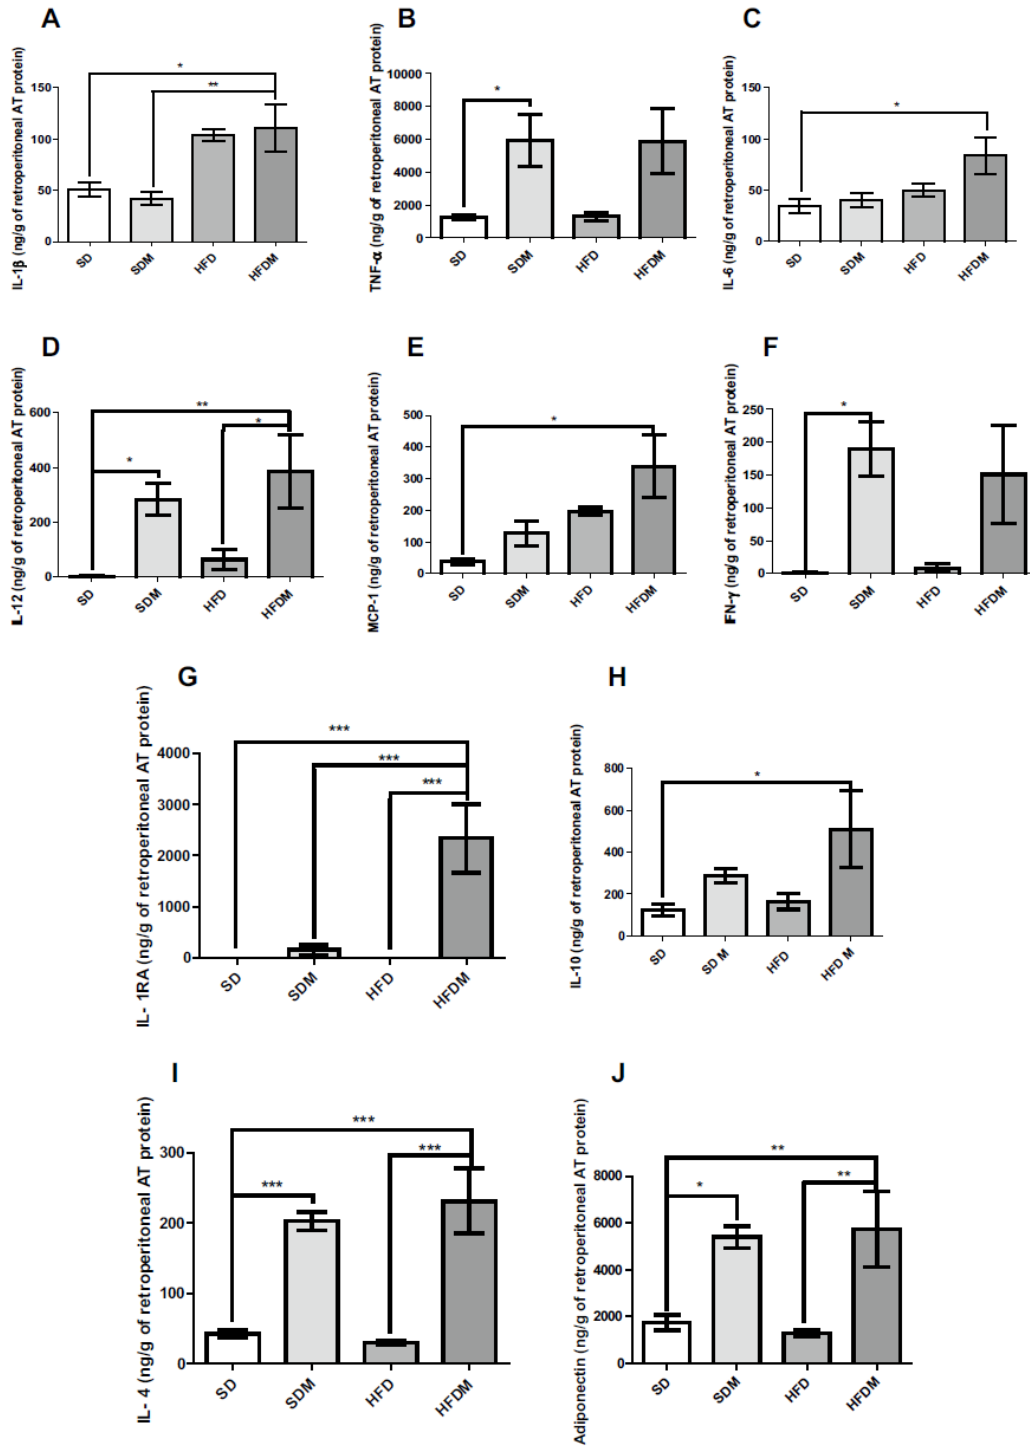 A
IL-1β (ng/g of retroperitoneal AT protein)
150
100
50
0
*
**
SD
SDM
HFD
HFDM
B
TNF-α (ng/g of retroperitoneal AT protein)
10000
8000
6000
4000
2000
0
*
SD
SDM
HFD
HFDM
C
IL-6 (ng/g of retroperitoneal AT protein)
150
100
50
0
*
SD
SDM
HFD
HFDM
D
IL-12 (ng/g of retroperitoneal AT protein)
600
400
200
0
**
*
*
SD
SDM
HFD
HFDM
E
MCP-1 (ng/g of retroperitoneal AT protein)
500
400
300
200
100
0
*
SD
SDM
HFD
HFDM
F
IFN-γ (ng/g of retroperitoneal AT protein)
250
200
150
100
50
0
*
SD
SDM
HFD
HFDM
G
IL- 1RA (ng/g of retroperitoneal AT protein)
4000
3000
2000
1000
0
***
***
***
SD
SDM
HFD
HFDM
H
IL-10 (ng/g of retroperitoneal AT protein)
800
600
400
200
0
*
SD
SD M
HFD
HFD M
I
IL- 4 (ng/g of retroperitoneal AT protein)
300
200
100
0
***
***
***
SD
SDM
HFD
HFDM
J
Adiponectin (ng/g of retroperitoneal AT protein)
8000
6000
4000
2000
0
**
*
**
SD
SDM
HFD
HFDM